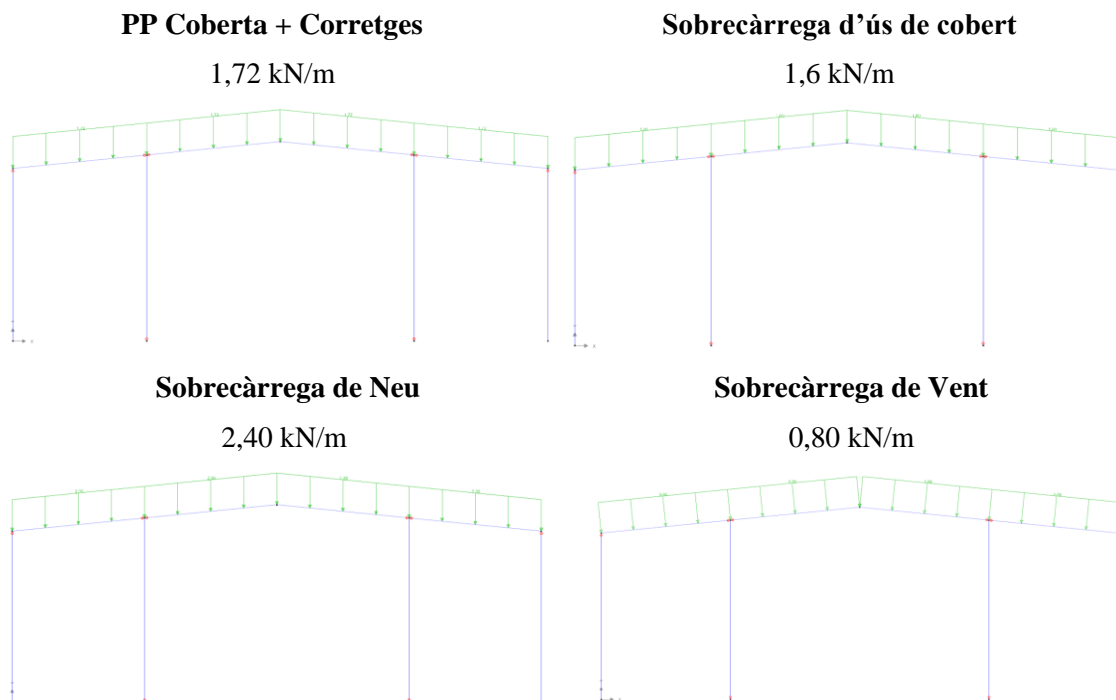 PP Coberta + Corretges
1,72 kN/m
Sobrecàrrega d’ús de cobert
1,6 kN/m
Sobrecàrrega de Neu
2,40 kN/m
Sobrecàrrega de Vent
0,80 kN/m